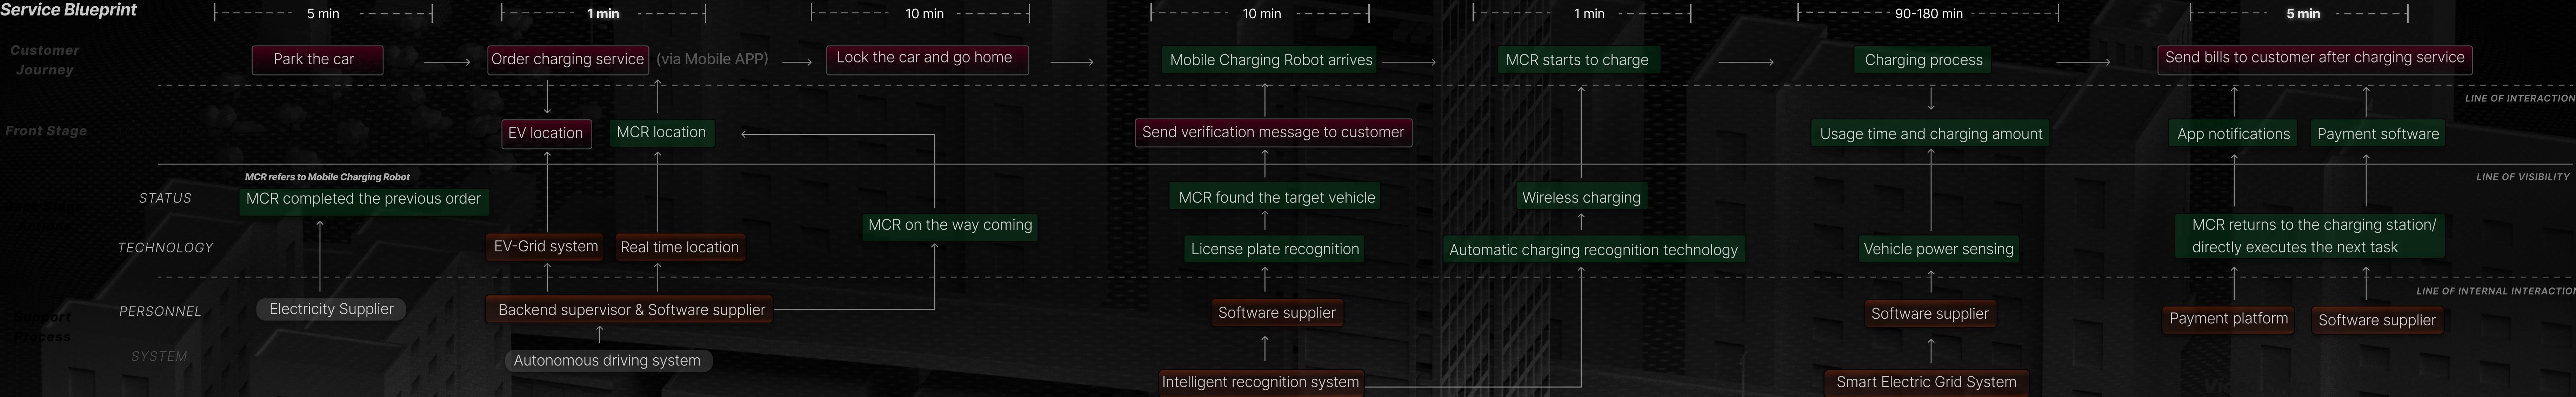 Service Blueprint
5 min
1 min
10 min
10 min
1 min
90-180 min
5 min
Customer
Journey
Park the car
Order charging service
(via Mobile APP)
Lock the car and go home
Mobile Charging Robot arrives
MCR starts to charge
Charging process
Send bills to customer after charging service
LINE OF INTERACTION
Front Stage
EV location
MCR location
Send verification message to customer
Usage time and charging amount
App notifications
Payment software
LINE OF VISIBILITY
MCR refers to Mobile Charging Robot
STATUS
MCR completed the previous order
MCR on the way coming
MCR found the target vehicle
Wireless charging
MCR returns to the charging station/
directly executes the next task
TECHNOLOGY
EV-Grid system
Real time location
License plate recognition
Automatic charging recognition technology
Vehicle power sensing
LINE OF INTERNAL INTERACTION
Support
Process
PERSONNEL
Electricity Supplier
Backend supervisor & Software supplier
Software supplier
Software supplier
Payment platform
Software supplier
SYSTEM
Autonomous driving system
Intelligent recognition system
Smart Electric Grid System